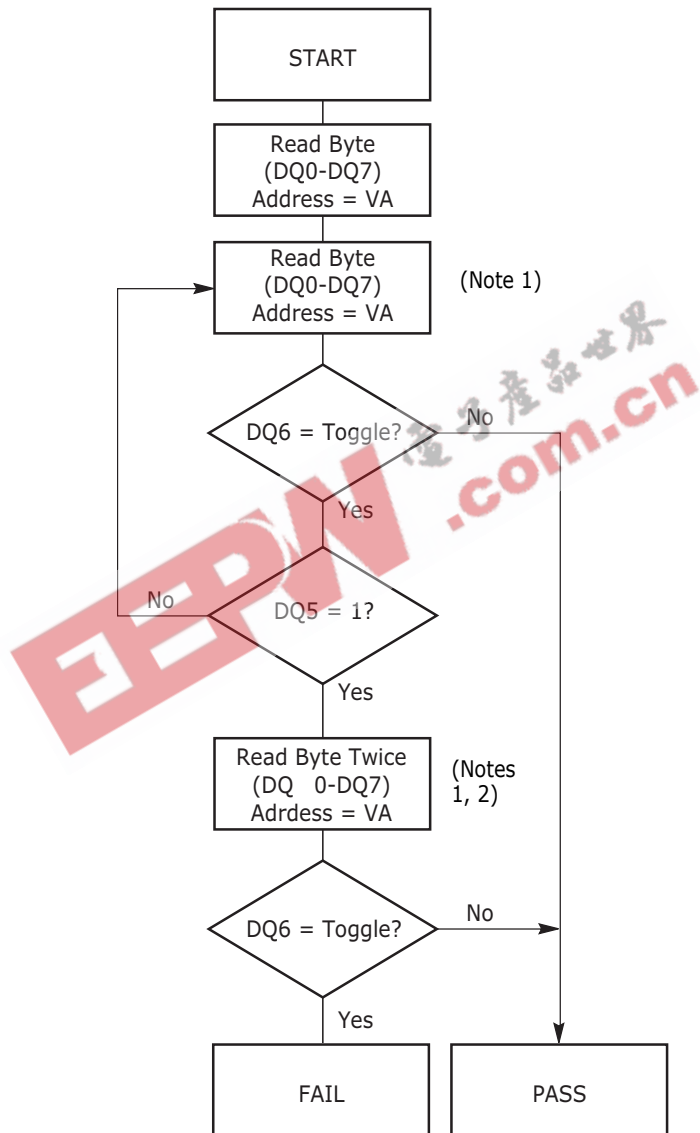 START
Read Byte
(DQ0-DQ7)
Address = VA
Read Byte
(DQ0-DQ7)
Address = VA
(Note 1)
DQ6 = Toggle?
No
Yes
DQ5 = 1?
No
Yes
Read Byte Twice
(DQ 0-DQ7)
Adrdess = VA
(Notes
1, 2)
DQ6 = Toggle?
No
Yes
FAIL
PASS
EEPW
.com.cn
電子產品世界